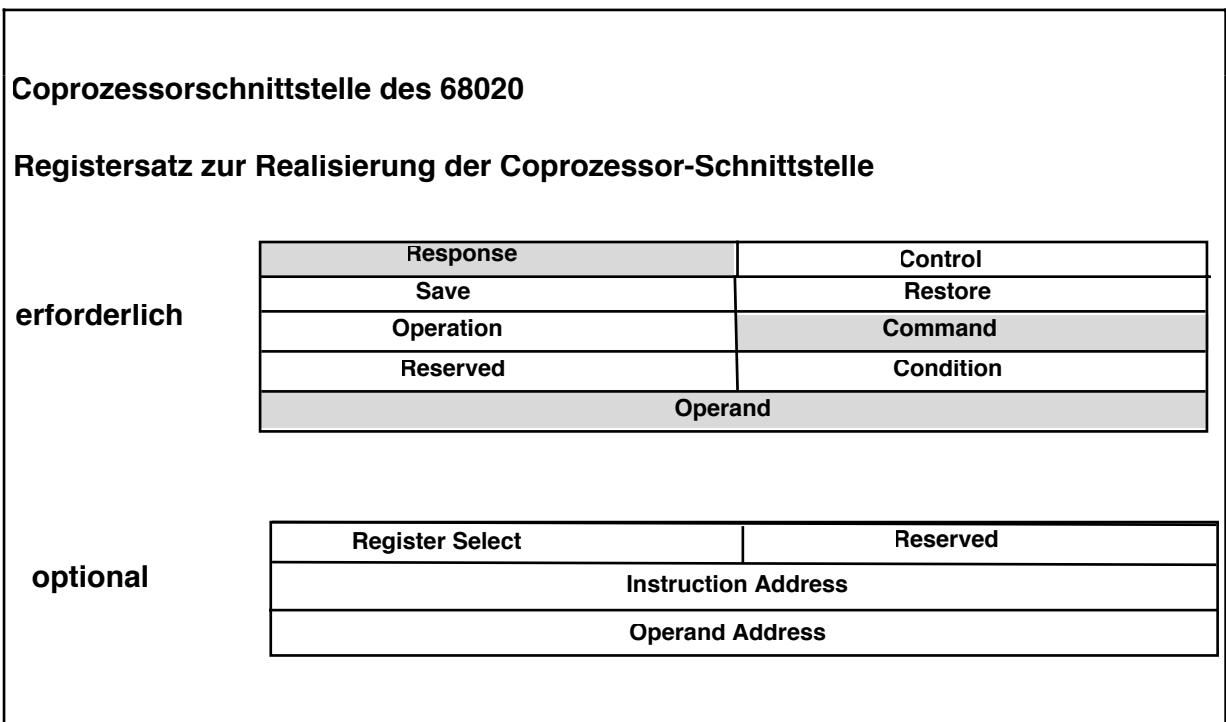 Coprozessorschnittstelle des 68020
Registersatz zur Realisierung der Coprozessor-Schnittstelle
erforderlich
Response Control
Save Restore
Operation Command
Reserved Condition
Operand
optional
Register Select Reserved
Instruction Address
Operand Address